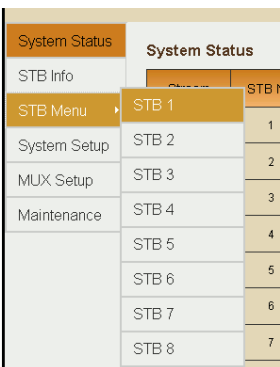 System Status
System Status
STB Info
STB
STB Menu
STB 1
1
System Setup
STB 2
2
MUX Setup
STB 3
3
Maintenance
STB 4
4
STB 5
5
STB 6
6
STB 7
7
STB 8